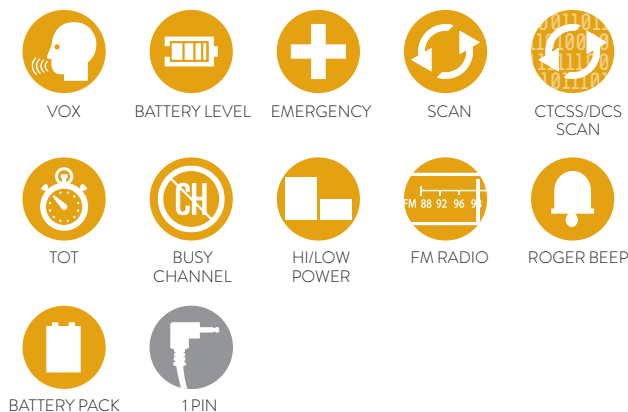 VOX
BATTERY LEVEL
EMERGENCY
SCAN
CTCSS/DCS
SCAN
CH
FM 88 92 96 9
TOT
BUSY
CHANNEL
HI/LOW
POWER
FM RADIO
ROGER BEEP
BATTERY PACK
1 PIN